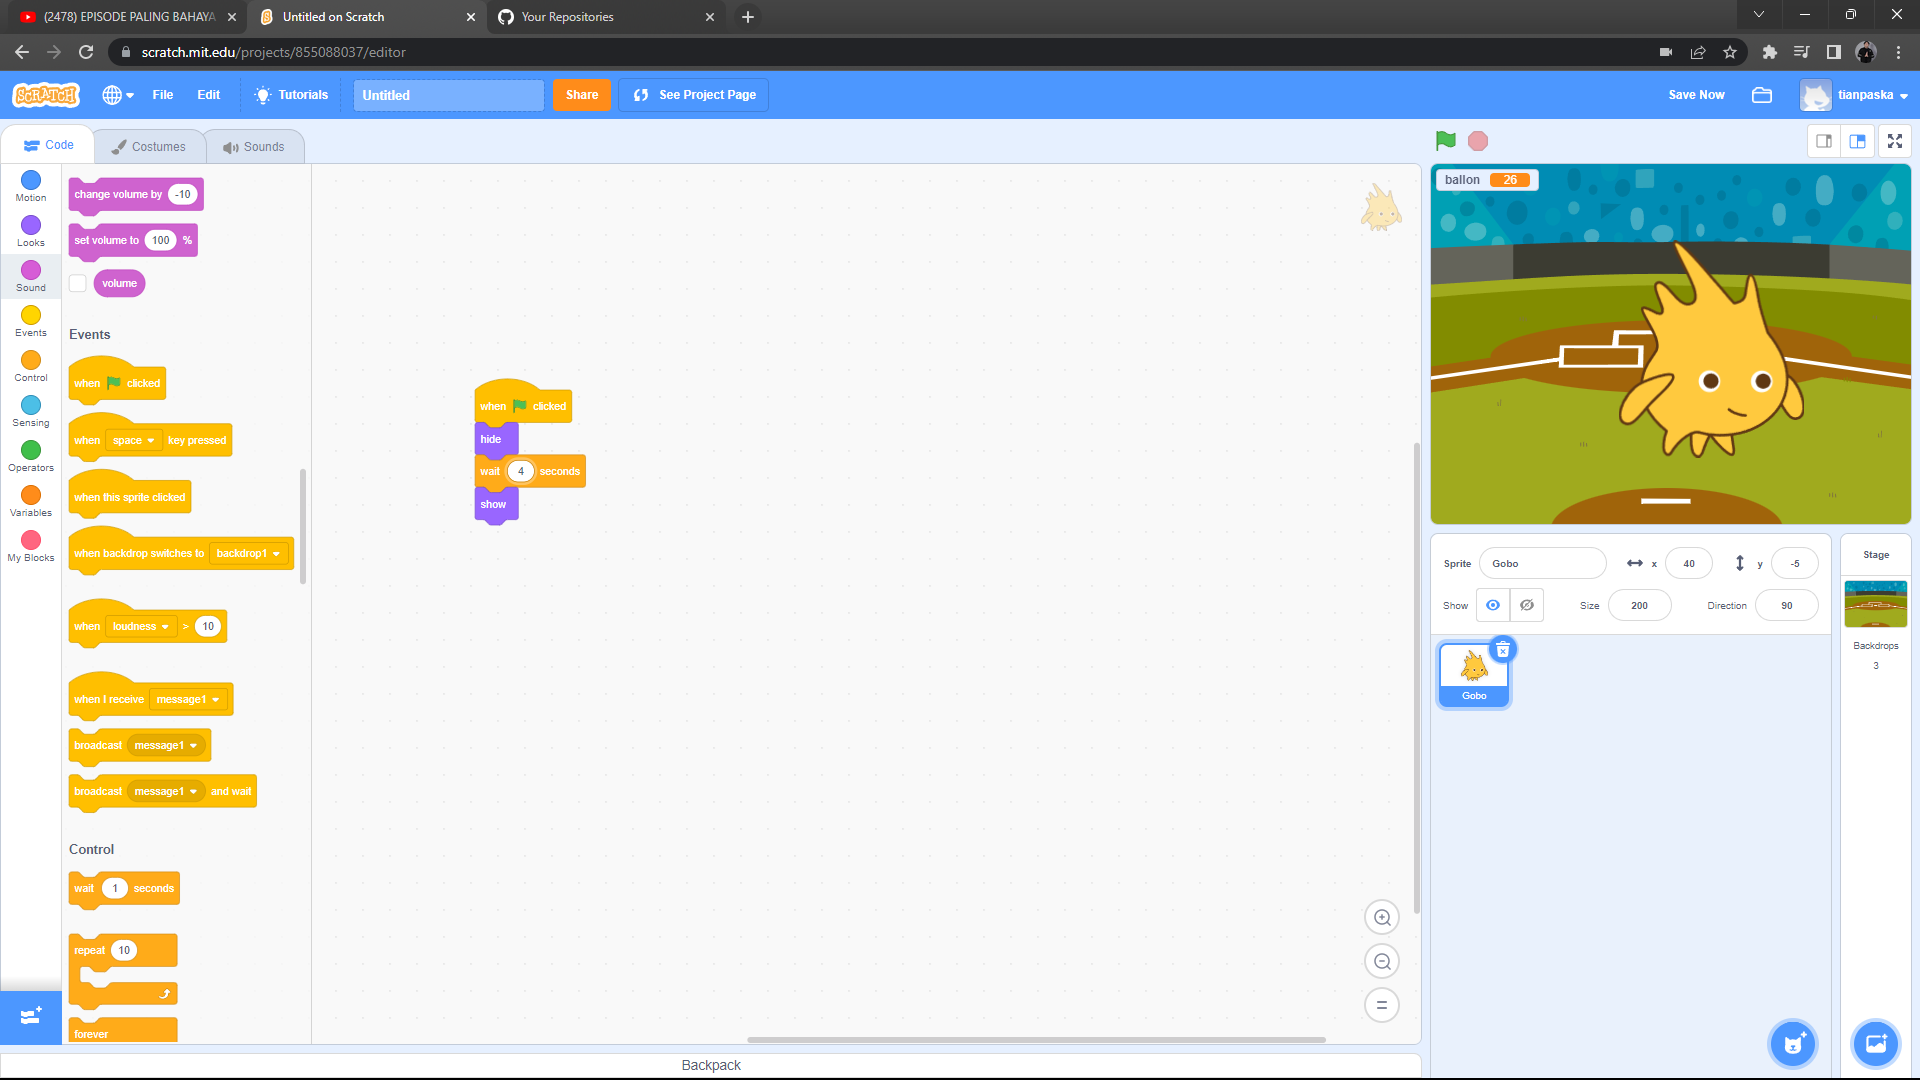 (2478) EPISODE PALING BAHAYA
Untitled on Scratch
Your Repositories
scratch.mit.edu/projects/855088037/editor
SCRATCH
File
Edit
Tutorials
Untitled
Share
See Project Page
Save Now
tianpaska
Code
Costumes
Sounds
Motion
Looks
Sound
Events
Control
Sensing
Operators
Variables
My Blocks
change volume by -10
set volume to 100 %
volume
Events
when clicked
when space key pressed
when this sprite clicked
when backdrop switches to backdrop1
when loudness > 10
when I receive message1
broadcast message1
broadcast message1 and wait
Control
wait 1 seconds
repeat 10
forever
when clicked
hide
wait 4 seconds
show
Backpack
ballon 26
Sprite Gobo x 40 y -5
Show Size 200 Direction 90
Gobo
Stage
Backdrops
3